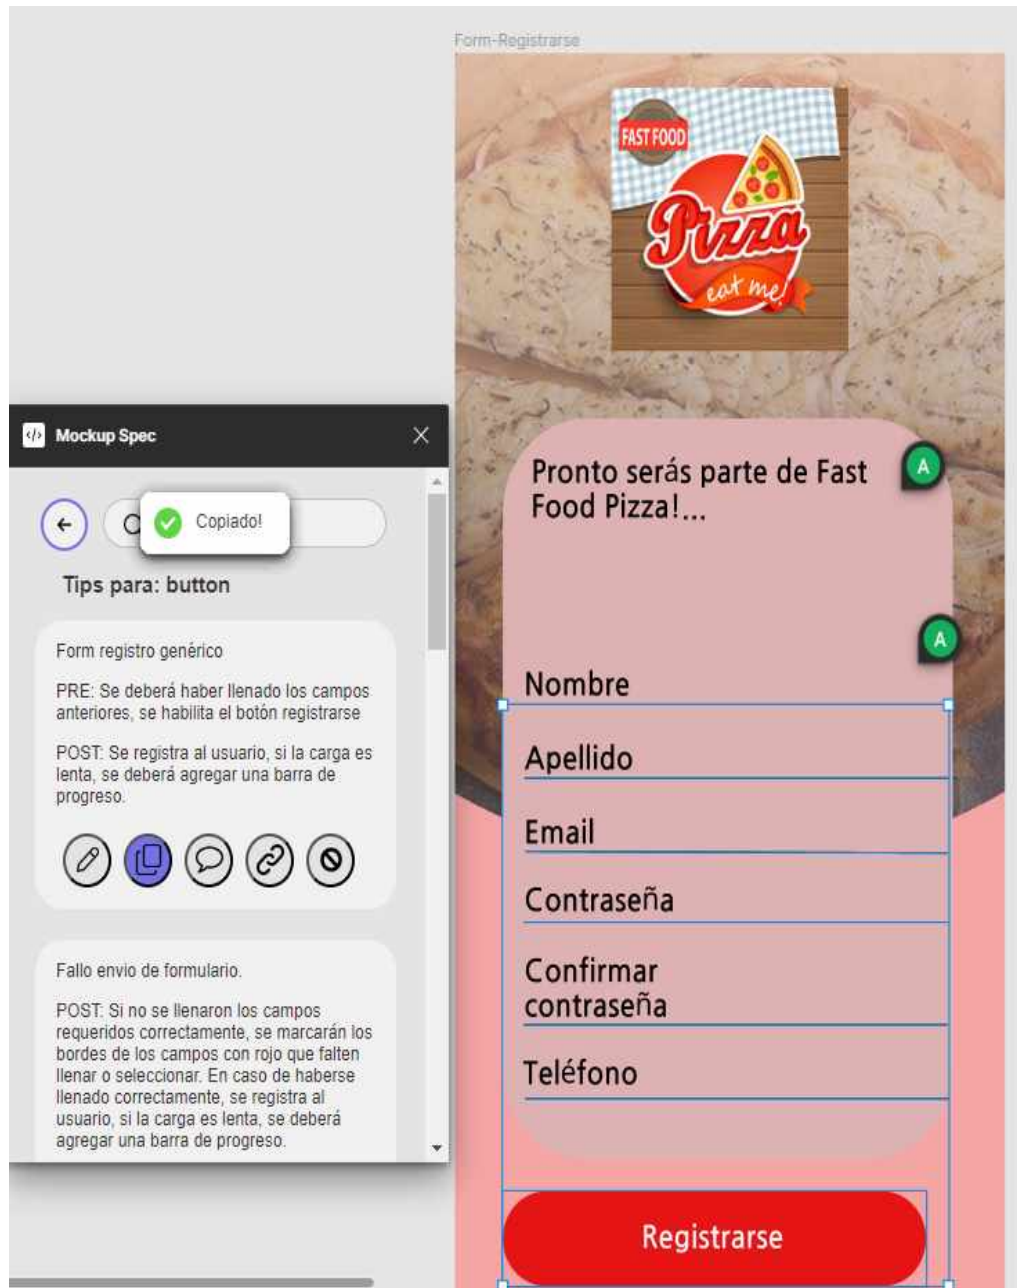 Form-Registrarse
FAST FOOD
Pizza
eat me!
Mockup Spec
Copiado!
Tips para: button
Form registro genérico
PRE: Se deberá haber llenado los campos
anteriores, se habilita el botón registrarse
POST: Se registra al usuario, si la carga es
lenta, se deberá agregar una barra de
progreso.
Fallo envio de formulario.
POST: Si no se llenaron los campos
requeridos correctamente, se marcarán los
bordes de los campos con rojo que falten
llenar o seleccionar. En caso de haberse
llenado correctamente, se registra al
usuario, si la carga es lenta, se deberá
agregar una barra de progreso.
Pronto serás parte de Fast
Food Pizza!...
A
A
Nombre
Apellido
Email
Contraseña
Confirmar
contraseña
Teléfono
Registrarse